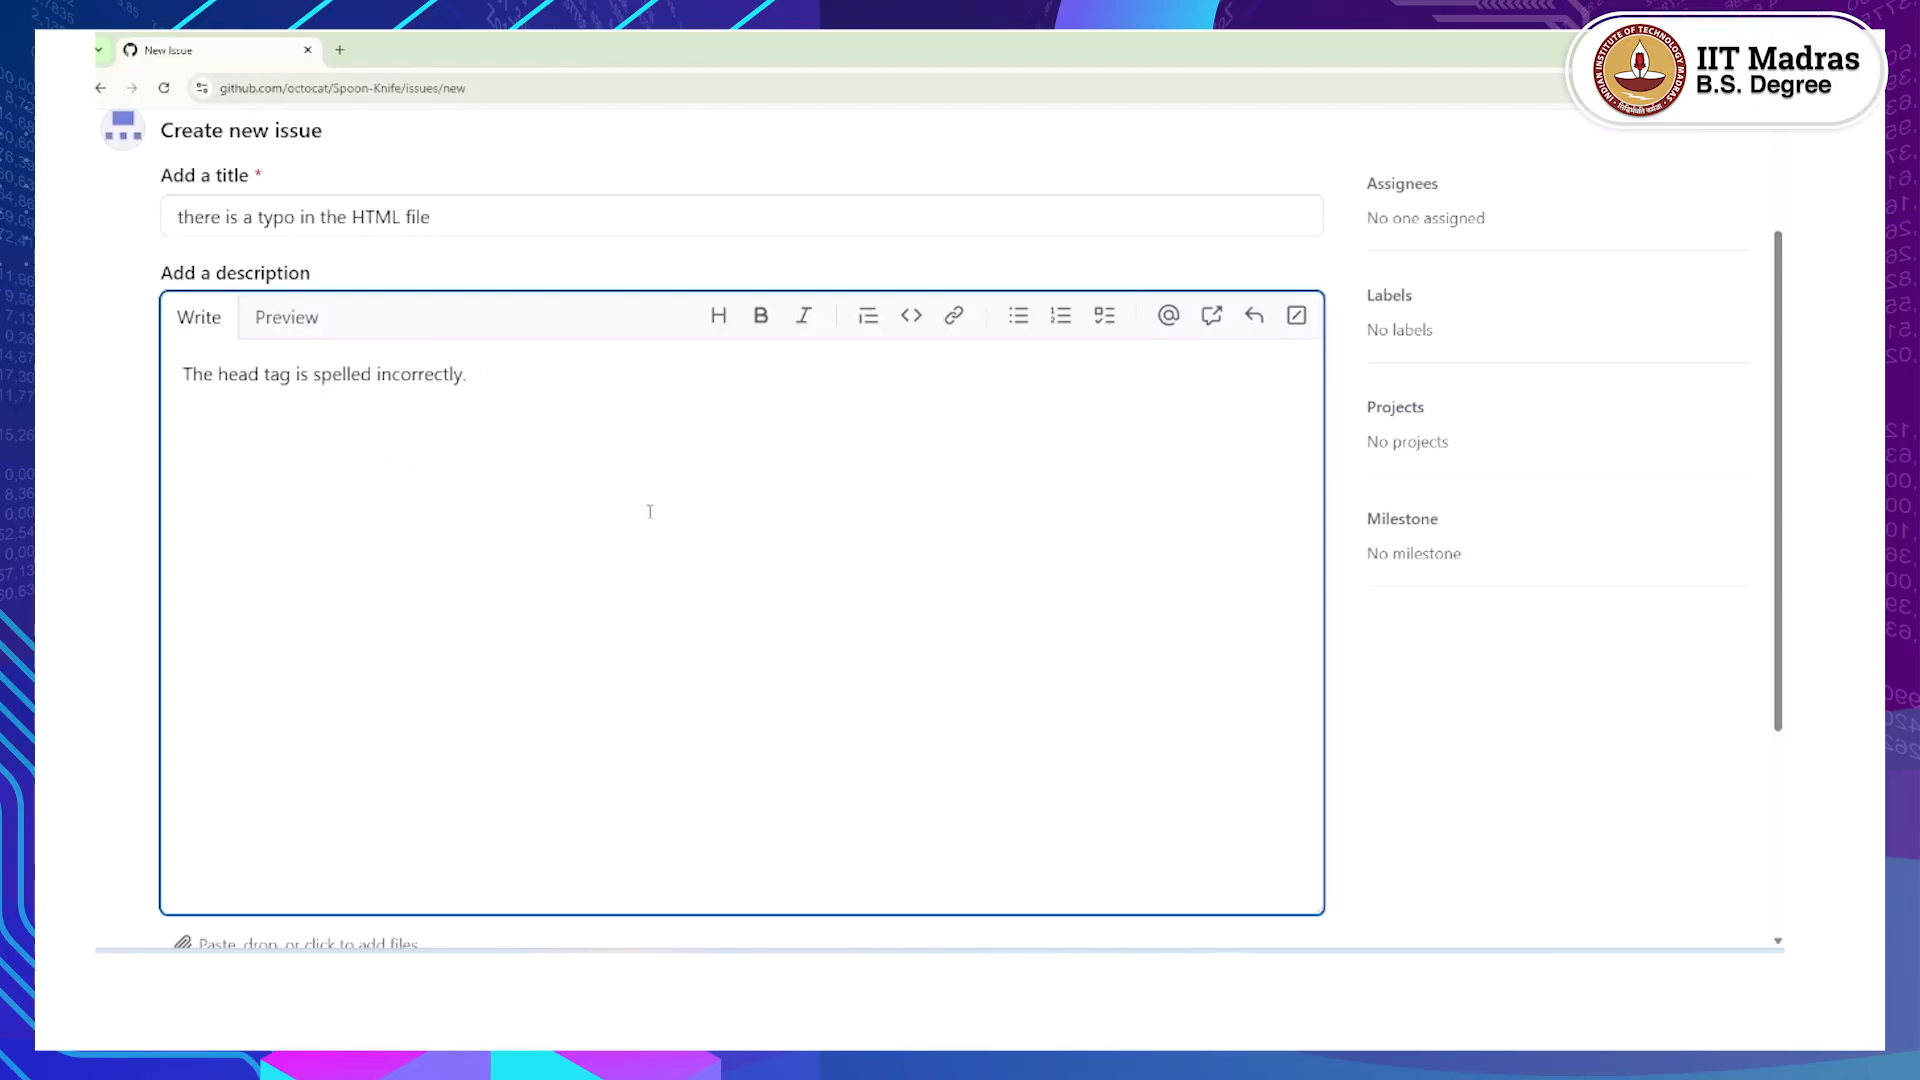 New Issue
github.com/octocat/Spoon-Knife/issues/new
IIT Madras
B.S. Degree
Create new issue
Add a title *
there is a typo in the HTML file
Add a description
Write
Preview
The head tag is spelled incorrectly.
Paste, drop, or click to add files
Assignees
No one assigned
Labels
No labels
Projects
No projects
Milestone
No milestone